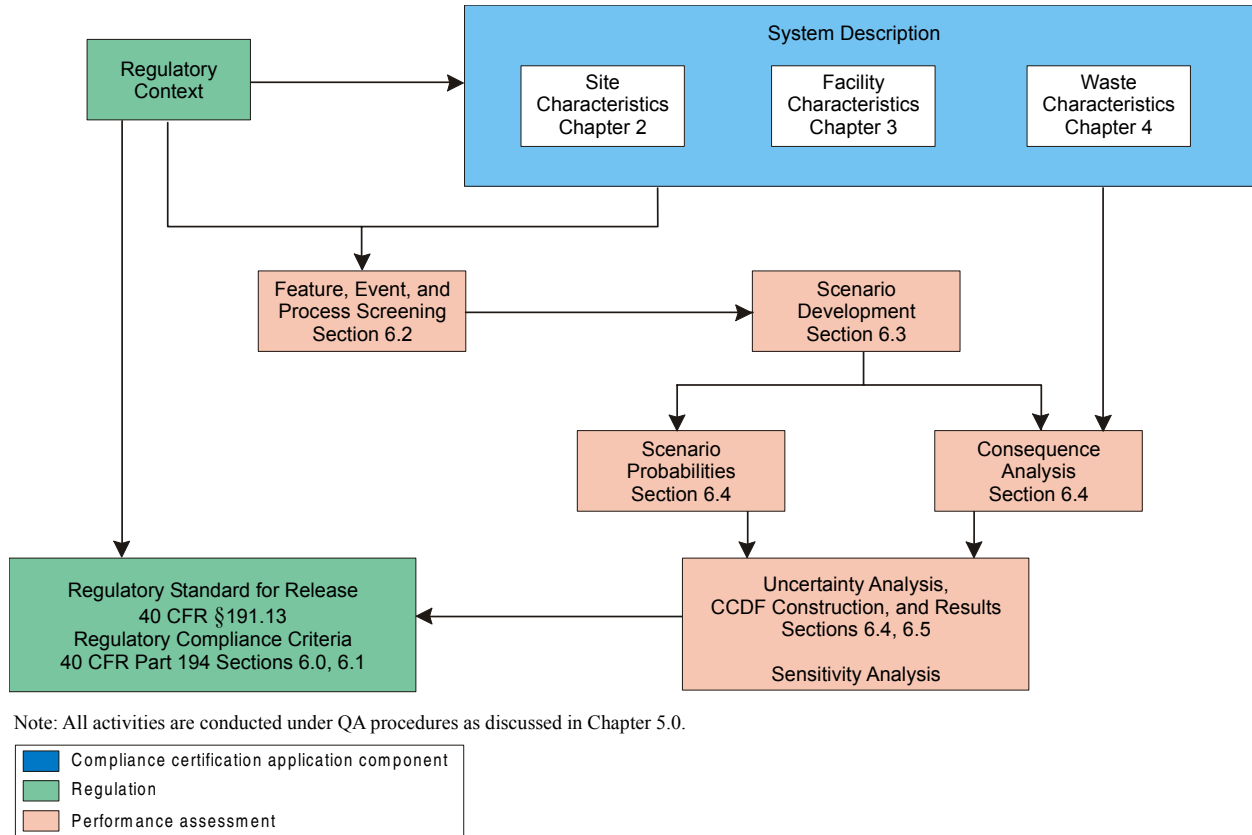 System Description
Regulatory
Context
Site
Characteristics
Chapter 2
Facility
Characteristics
Chapter 3
Waste
Characteristics
Chapter 4
Feature, Event, and
Process Screening
Section 6.2
Scenario
Development
Section 6.3
Scenario
Probabilities
Section 6.4
Consequence
Analysis
Section 6.4
Regulatory Standard for Release
40 CFR §191.13
Regulatory Compliance Criteria
40 CFR Part 194 Sections 6.0, 6.1
Uncertainty Analysis,
CCDF Construction, and Results
Sections 6.4, 6.5
Sensitivity Analysis
Note: All activities are conducted under QA procedures as discussed in Chapter 5.0.
Compliance certification application component
Regulation
Performance assessment